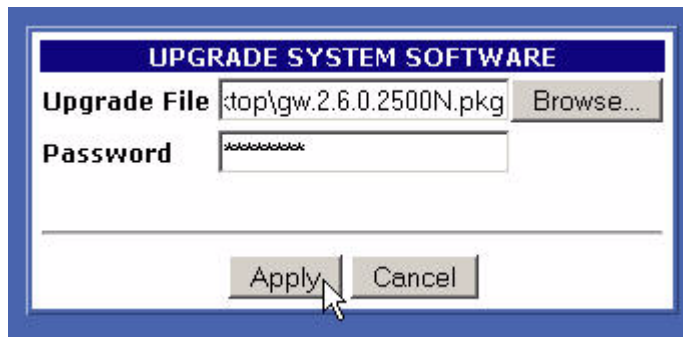 UPGRADE SYSTEM SOFTWARE
Upgrade File ktop\gw.2.6.0.2500N.pkg Browse...
Password *********
Apply Cancel